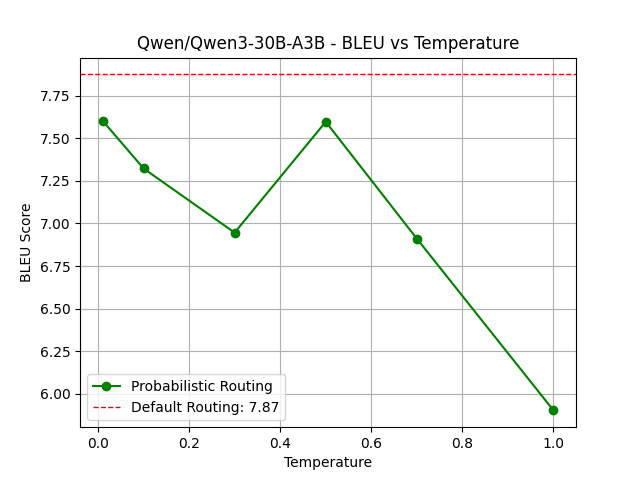 Qwen/Qwen3-30B-A3B - BLEU vs Temperature
BLEU Score
7.75
7.50
7.25
7.00
6.75
6.50
6.25
6.00
Probabilistic Routing
Default Routing: 7.87
0.0 0.2 0.4 0.6 0.8 1.0
Temperature